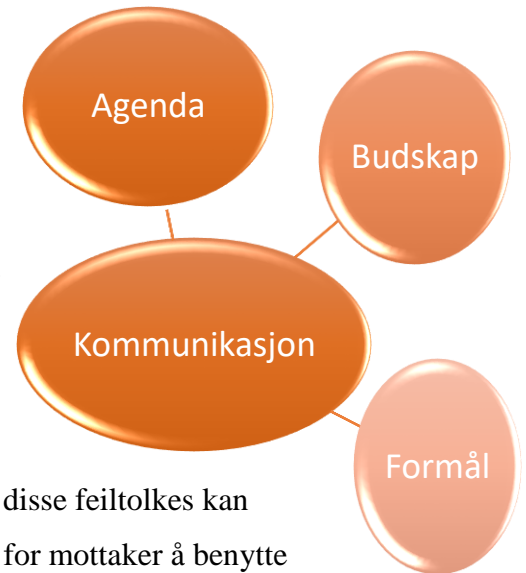 Agenda
Budskap
Kommunikasjon
Formål
disse feiltolkes kan
for mottaker å benytte